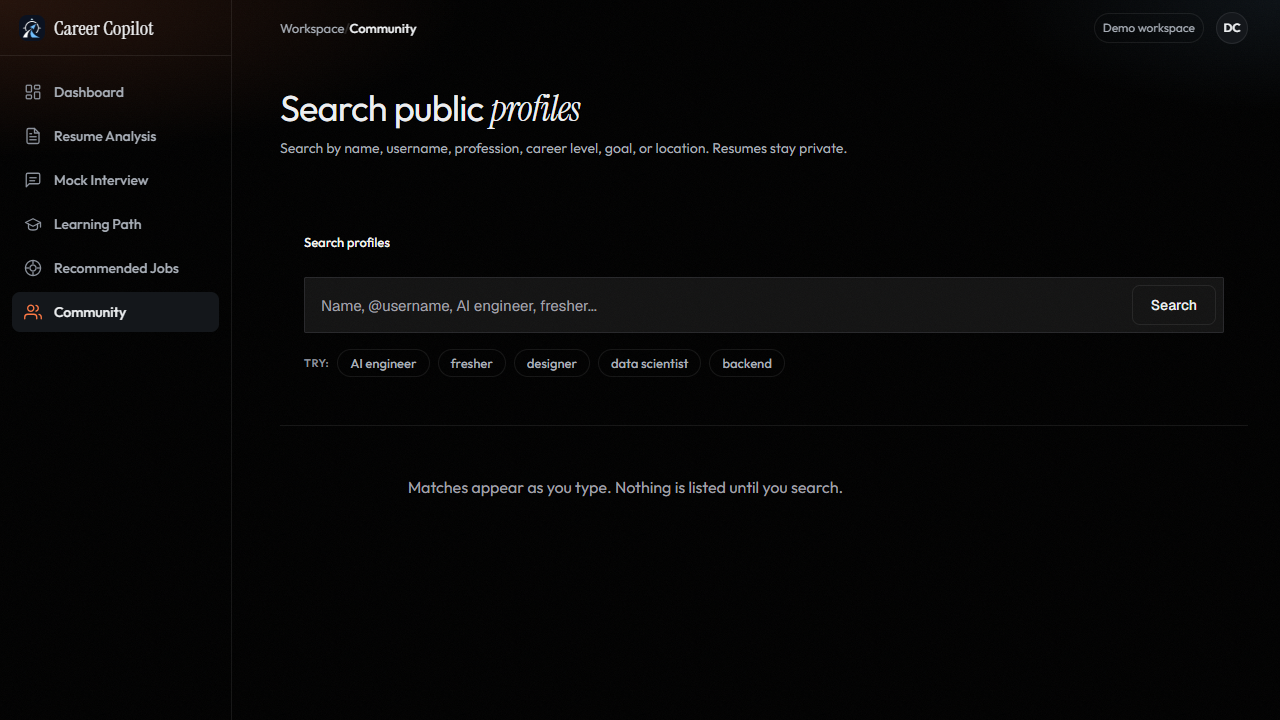 Career Copilot
Workspace/Community
Demo workspace
DC
Dashboard
Resume Analysis
Mock Interview
Learning Path
Recommended Jobs
Community
Search public profiles
Search by name, username, profession, career level, goal, or location. Resumes stay private.
Search profiles
Name, @username, AI engineer, fresher...
Search
TRY:
AI engineer
fresher
designer
data scientist
backend
Matches appear as you type. Nothing is listed until you search.